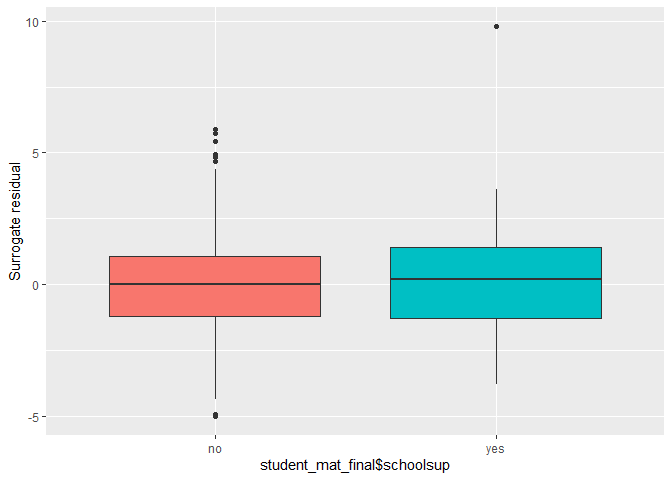 10
5
0
-5
Surrogate residual
no yes
student_mat_final$schoolsup